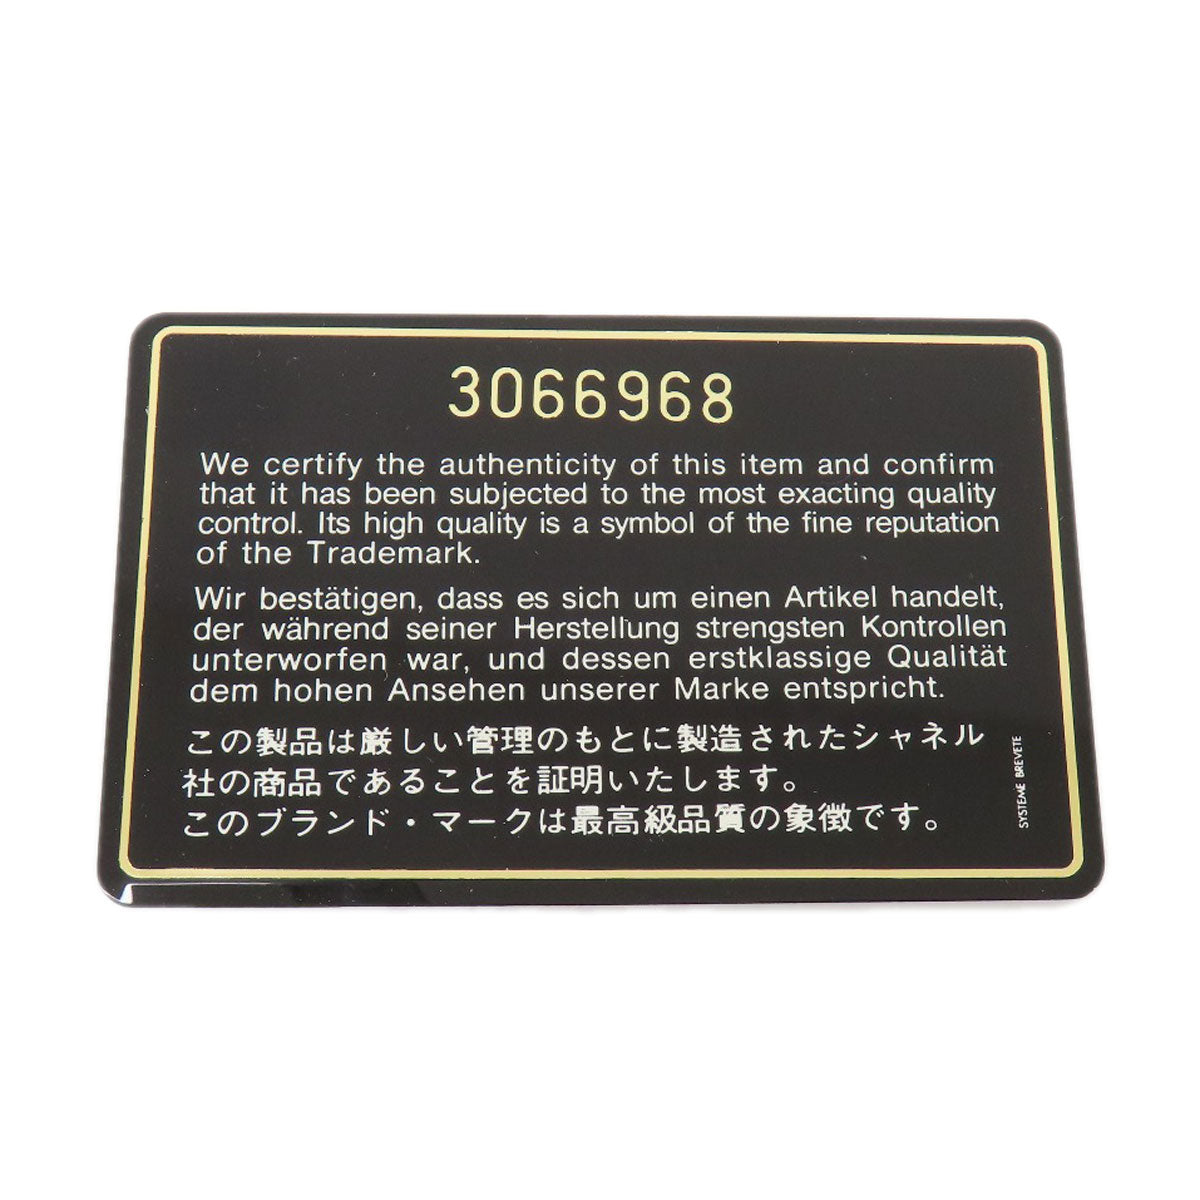 3066968
We certify the authenticity of this item and confirm
that it has been subjected to the most exacting quality
control. Its high quality is a symbol of the fine reputation
of the Trademark.
Wir bestätigen, dass es sich um einen Artikel handelt,
der während seiner Herstellung strengsten Kontrollen
unterworfen war, und dessen erstklassige Qualität
dem hohen Ansehen unserer Marke entspricht.
この製品は厳しい管理のもとに製造されたシャネル
社の商品であることを証明いたします。
このブランド・マークは最高級品質の象徴です。
SYSTEME BREVETE